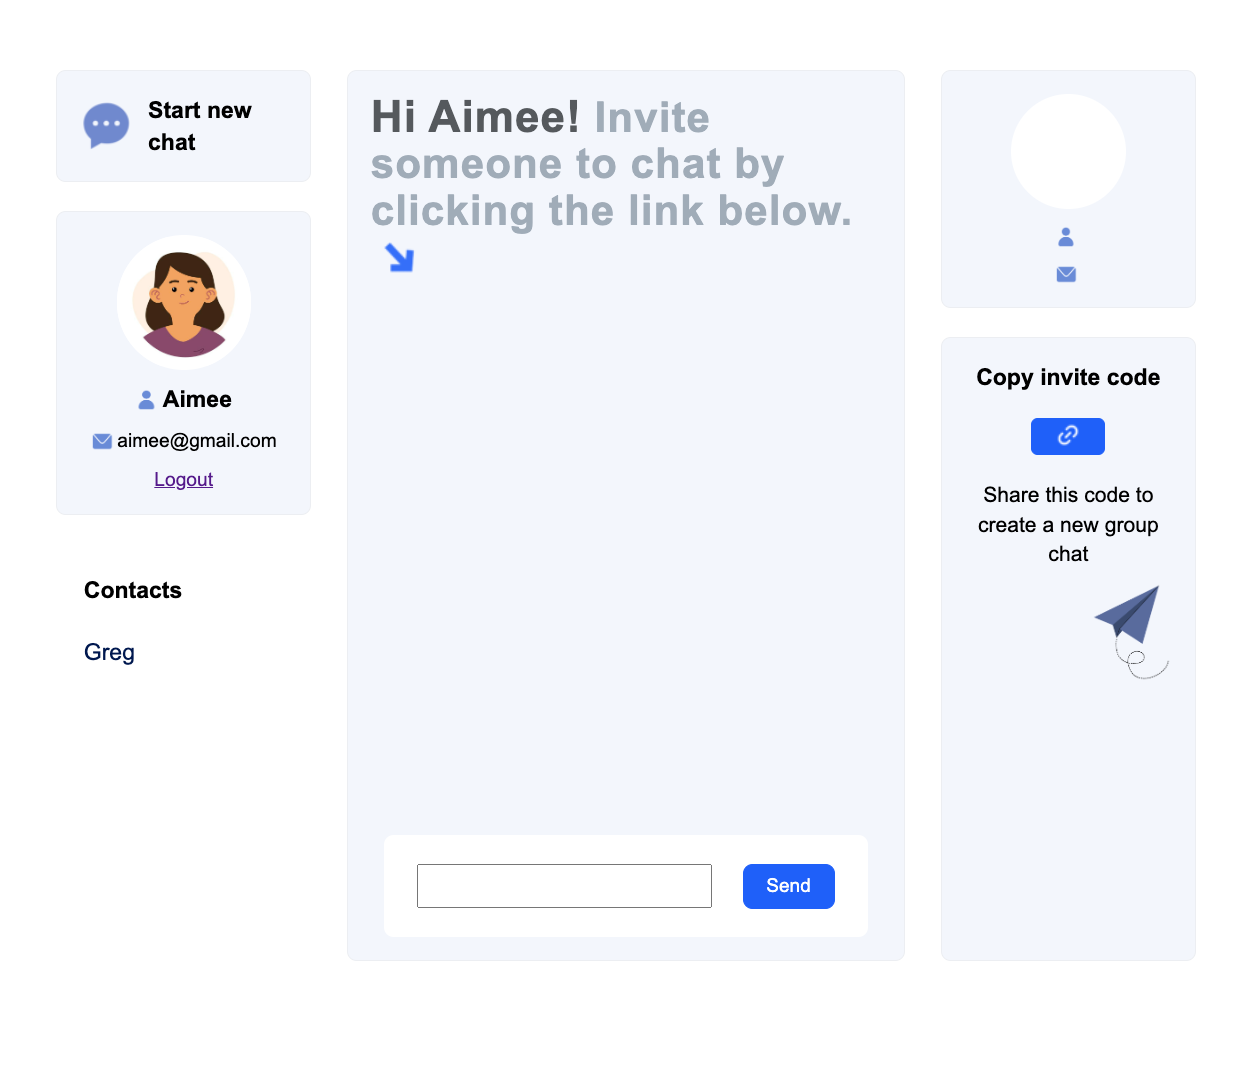 Start new
chat
Aimee
aimee@gmail.com
Logout
Contacts
Greg
Hi Aimee! Invite
someone to chat by
clicking the link below.
Send
Copy invite code
Share this code to
create a new group
chat